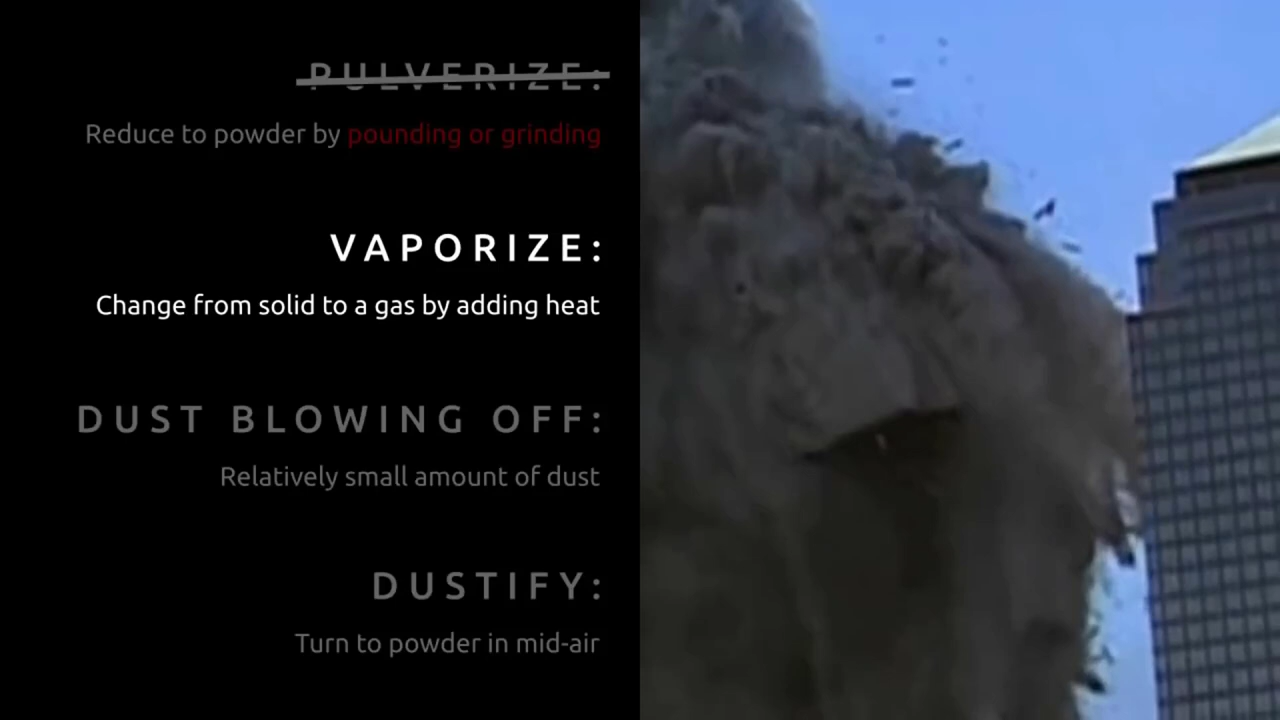 PULVERIZE:
Reduce to powder by pounding or grinding
VAPORIZE:
Change from solid to a gas by adding heat
DUST BLOWING OFF:
Relatively small amount of dust
DUSTIFY:
Turn to powder in mid-air